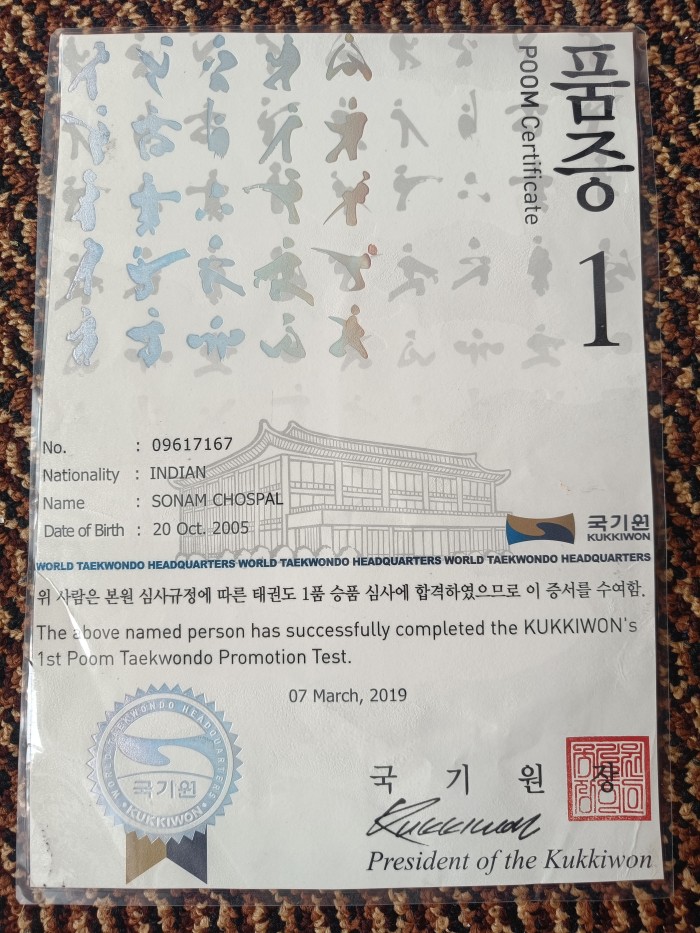 품증
POOM Certificate
1
No. : 09617167
Nationality : INDIAN
Name : SONAM CHOSPAL
Date of Birth : 20 Oct. 2005
국기원
KUKKIWON
WORLD TAEKWONDO HEADQUARTERS WORLD TAEKWONDO HEADQUARTERS WORLD TAEKWONDO HEADQUARTERS
위 사람은 본원 심사규정에 따른 태권도 1품 승품 심사에 합격하였으므로 이 증서를 수여함.
The above named person has successfully completed the KUKKIWON's
1st Poom Taekwondo Promotion Test.
07 March, 2019
WORLD TAEKWONDO HEADQUARTERS
국기원
KUKKIWON
국 기 원 장
Kukkiwon
President of the Kukkiwon